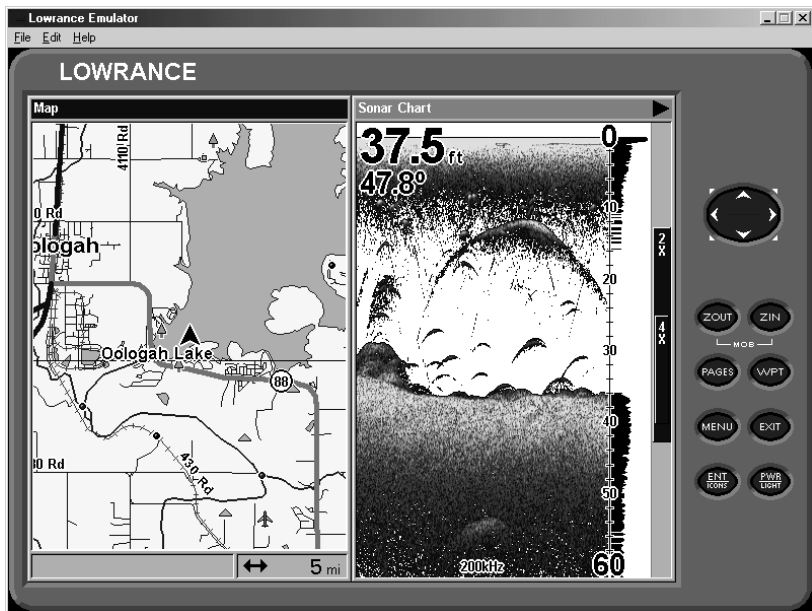 Lowrance Emulator
File Edit Help
LOWRANCE
Map
4110 Rd
0 Rd
ologah
Oologah Lake
88
30 Rd
430 Rd
5 mi
Sonar Chart
37.5 ft
47.8º
0
10
20
30
40
50
60
200kHz
2X
4X
ZOUT ZIN
MOB
PAGES WPT
MENU EXIT
ENT ICONS
PWR LIGHT